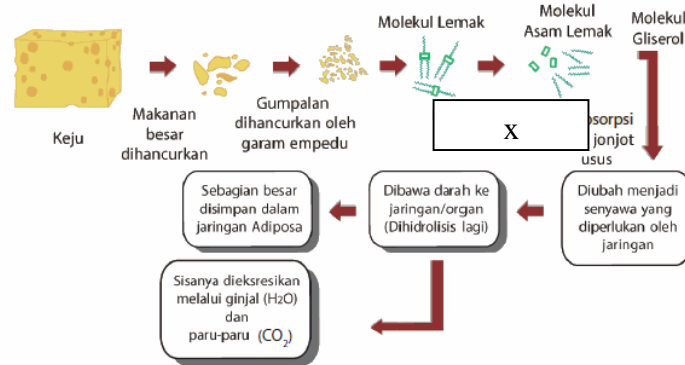 Molekul Lemak
Molekul
Asam Lemak
Molekul
Gliserol
Keju
Makanan
besar
dihancurkan
Gumpalan
dihancurkan oleh
garam empedu
x
jonjot
usus
Sebagian besar
disimpan dalam
jaringan Adiposa
Dibawa darah ke
jaringan/organ
(Dihidrolisis lagi)
Diubah menjadi
senyawa yang
diperlukan oleh
jaringan
Sisanya dieksresikan
melalui ginjal (H2O)
dan
paru-paru (CO₂)